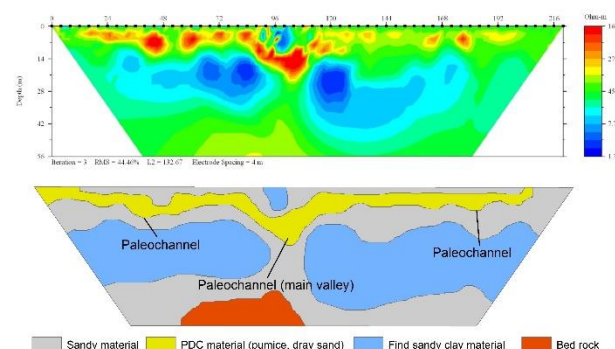 Ohm-m
0 24 48 72 96 120 144 168 192 216
0
14
28
42
56
Depth(m)
Iteration = 3 RMS = 44.46% L2 = 132.67 Electrode Spacing = 4 m
Paleochannel
Paleochannel
Paleochannel (main valley)
Sandy material PDC material (pumice, dray sand) Find sandy clay material Bed rock